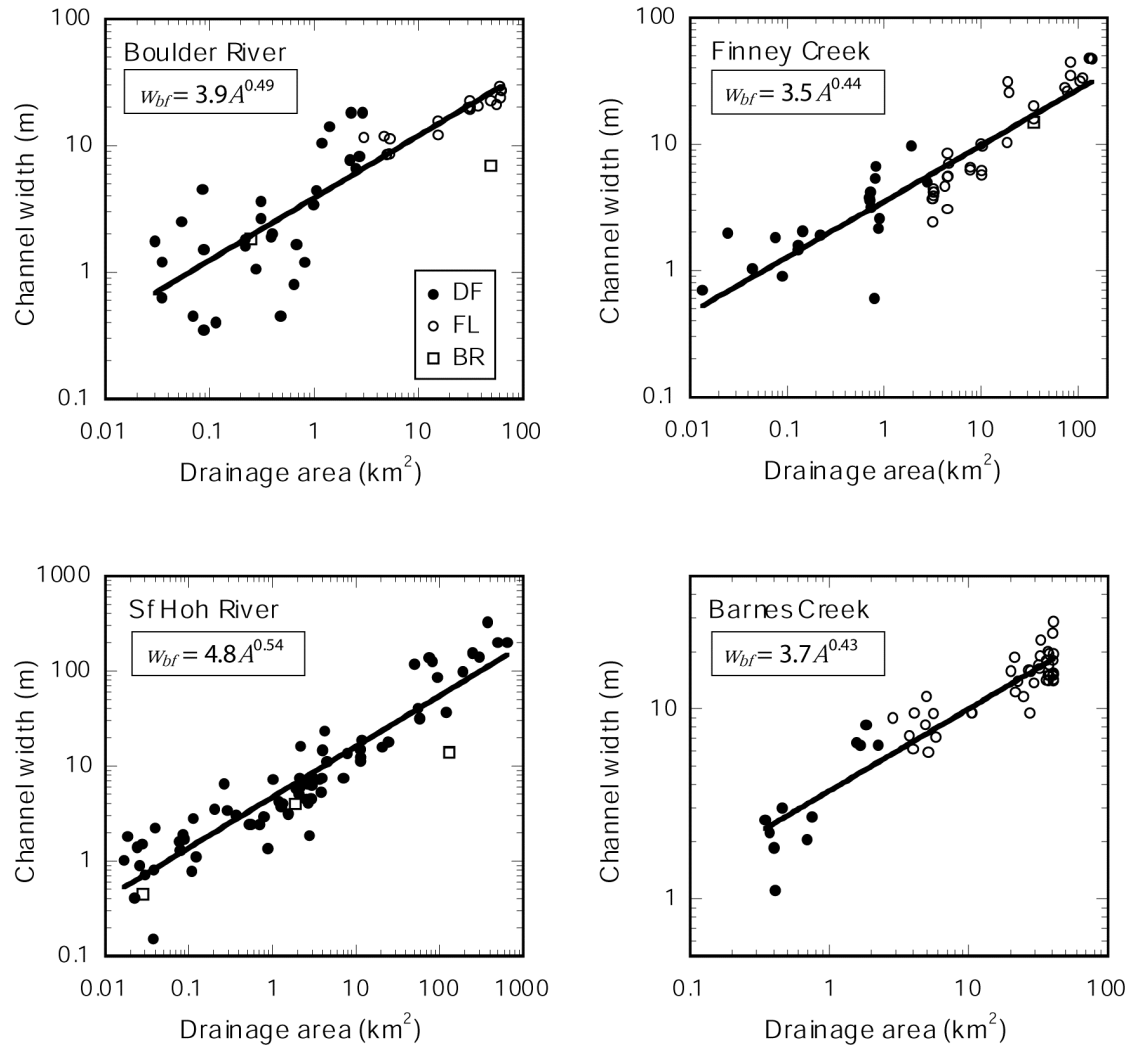 Boulder River
w_bf = 3.9A^0.49
100
10
1
0.1
Channel width (m)
DF
FL
BR
0.01
0.1
1
10
100
Drainage area (km²)
Finney Creek
w_bf = 3.5A^0.44
100
10
1
0.1
Channel width (m)
0.01
0.1
1
10
100
Drainage area(km²)
Sf Hoh River
w_bf = 4.8A^0.54
1000
100
10
1
0.1
Channel width (m)
0.01
0.1
1
10
100
1000
Drainage area (km²)
Barnes Creek
w_bf = 3.7A^0.43
10
1
Channel width (m)
0.1
1
10
100
Drainage area (km²)